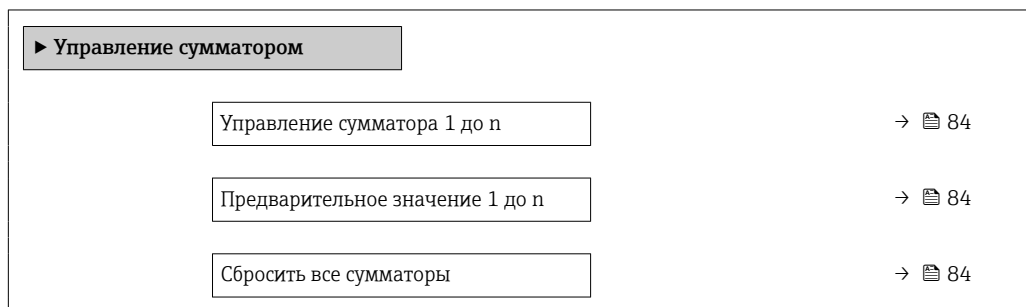 ▶ Управление сумматором
Управление сумматора 1 до n → 84
Предварительное значение 1 до n → 84
Сбросить все сумматоры → 84